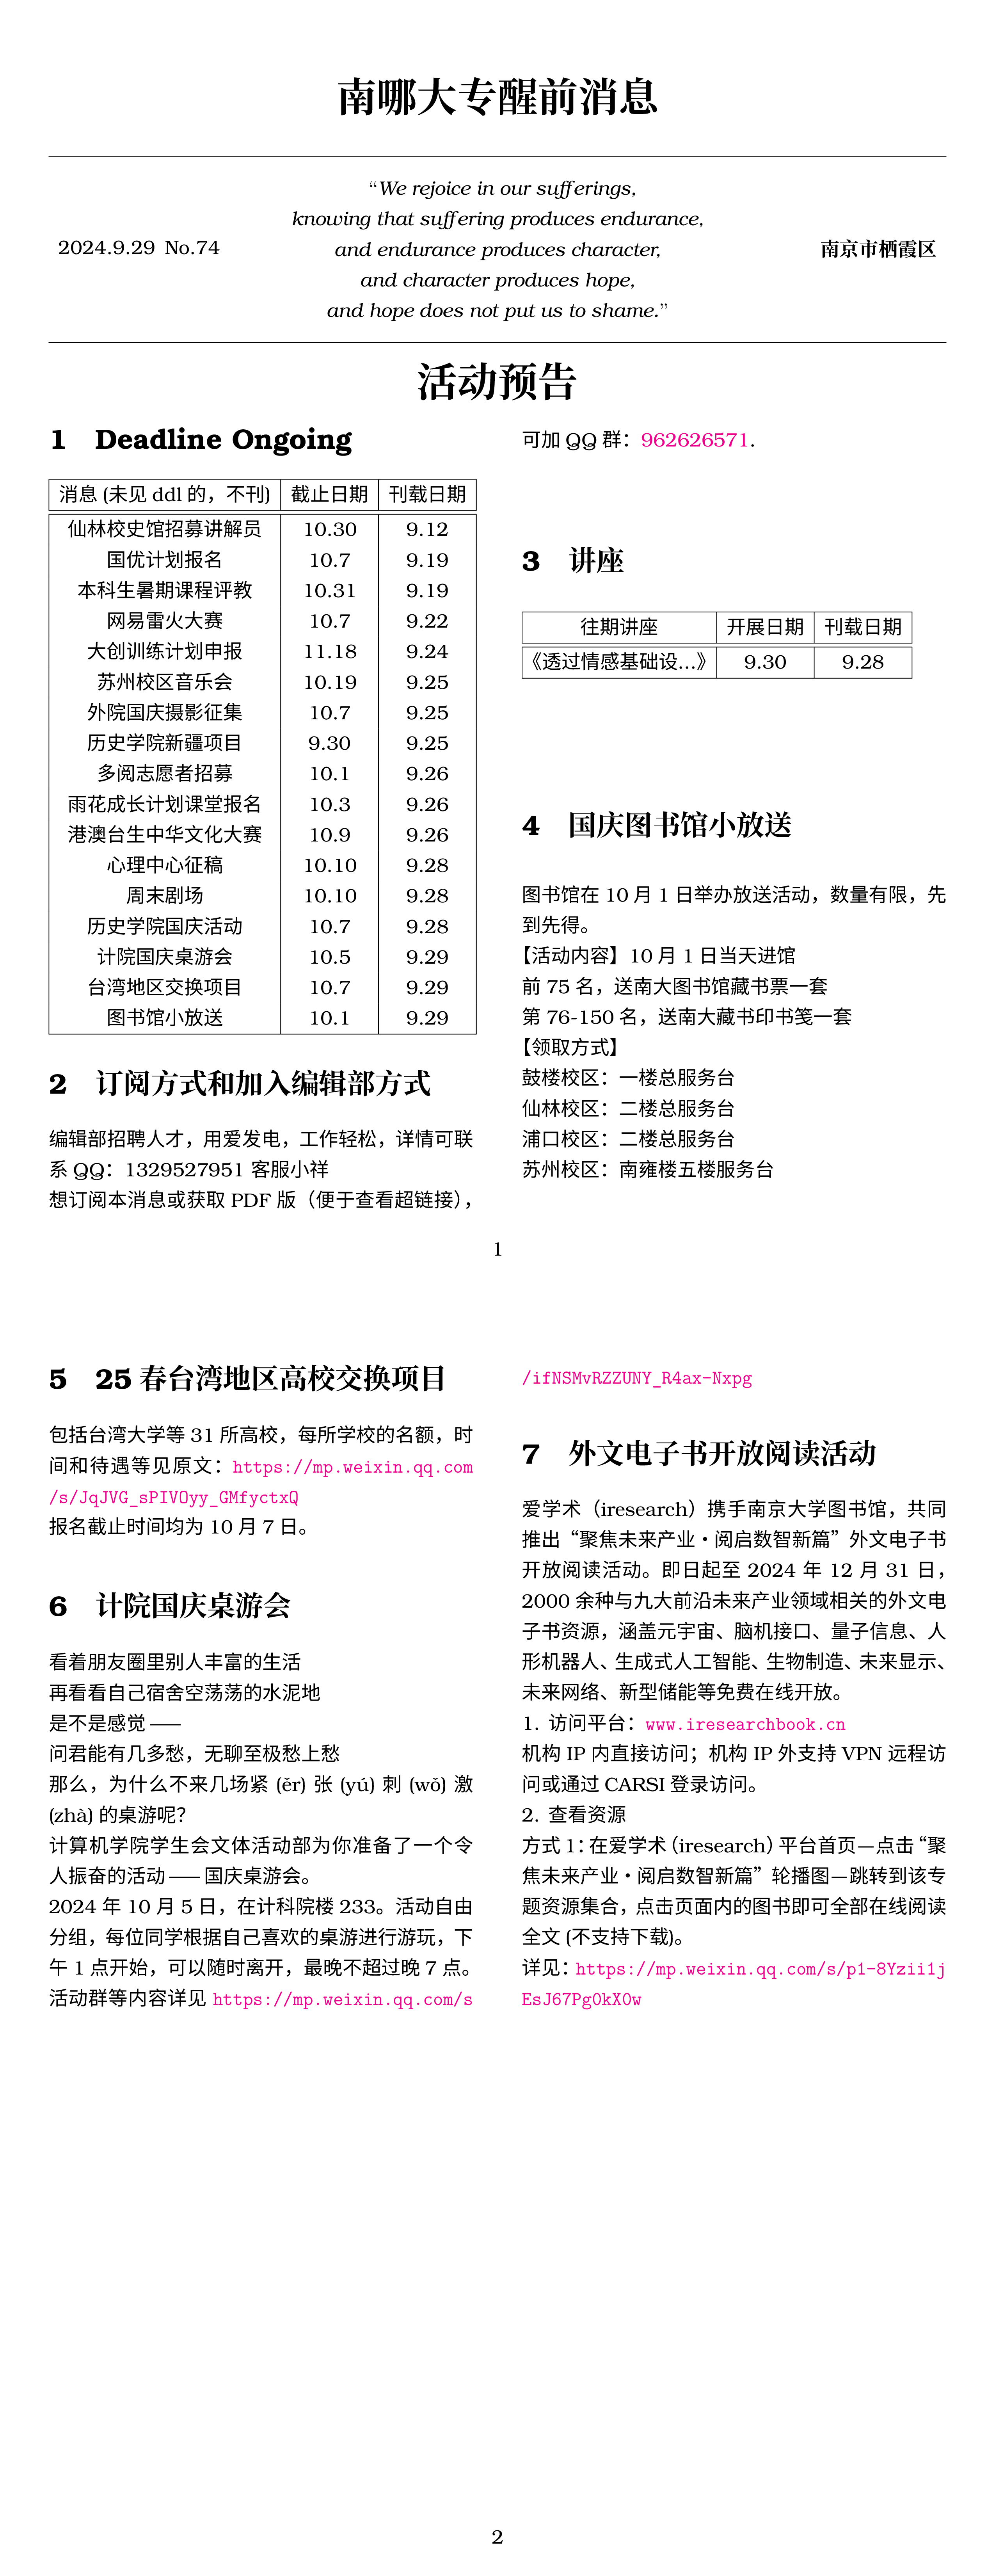 南哪大专醒前消息
2024.9.29 No.74
“We rejoice in our sufferings,
knowing that suffering produces endurance,
and endurance produces character,
and character produces hope,
and hope does not put us to shame.”
南京市栖霞区
活动预告
1 Deadline Ongoing
消息 (未见 ddl 的，不刊) 截止日期 刊载日期
仙林校史馆招募讲解员 10.30 9.12
国优计划报名 10.7 9.19
本科生暑期课程评教 10.31 9.19
网易雷火大赛 10.7 9.22
大创训练计划申报 11.18 9.24
苏州校区音乐会 10.19 9.25
外院国庆摄影征集 10.7 9.25
历史学院新疆项目 9.30 9.25
多阅志愿者招募 10.1 9.26
雨花成长计划课堂报名 10.3 9.26
港澳台生中华文化大赛 10.9 9.26
心理中心征稿 10.10 9.28
周末剧场 10.10 9.28
历史学院国庆活动 10.7 9.28
计院国庆桌游会 10.5 9.29
台湾地区交换项目 10.7 9.29
图书馆小放送 10.1 9.29
2 订阅方式和加入编辑部方式
编辑部招聘人才，用爱发电，工作轻松，详情可联
系 QQ：1329527951 客服小祥
想订阅本消息或获取 PDF 版（便于查看超链接），
可加 QQ 群：962626571.
3 讲座
往期讲座 开展日期 刊载日期
《透过情感基础设...》 9.30 9.28
4 国庆图书馆小放送
图书馆在 10 月 1 日举办放送活动，数量有限，先
到先得。
【活动内容】10 月 1 日当天进馆
前 75 名，送南大图书馆藏书票一套
第 76-150 名，送南大藏书印书笺一套
【领取方式】
鼓楼校区：一楼总服务台
仙林校区：二楼总服务台
浦口校区：二楼总服务台
苏州校区：南雍楼五楼服务台
1
5 25 春台湾地区高校交换项目
包括台湾大学等 31 所高校，每所学校的名额，时
间和待遇等见原文：https://mp.weixin.qq.com
/s/JqJVG_sPIVOyy_GMfyctxQ
报名截止时间均为 10 月 7 日。
6 计院国庆桌游会
看着朋友圈里别人丰富的生活
再看看自己宿舍空荡荡的水泥地
是不是感觉 ——
问君能有几多愁，无聊至极愁上愁
那么，为什么不来几场紧 (ěr) 张 (yú) 刺 (wǒ) 激
(zhà) 的桌游呢？
计算机学院学生会文体活动部为你准备了一个令
人振奋的活动 —— 国庆桌游会。
2024 年 10 月 5 日，在计科院楼 233。活动自由
分组，每位同学根据自己喜欢的桌游进行游玩，下
午 1 点开始，可以随时离开，最晚不超过晚 7 点。
活动群等内容详见 https://mp.weixin.qq.com/s
/ifNSMvRZZUNY_R4ax-Nxpg
7 外文电子书开放阅读活动
爱学术（iresearch）携手南京大学图书馆，共同
推出“聚焦未来产业・阅启数智新篇”外文电子书
开放阅读活动。即日起至 2024 年 12 月 31 日，
2000 余种与九大前沿未来产业领域相关的外文电
子书资源，涵盖元宇宙、脑机接口、量子信息、人
形机器人、生成式人工智能、生物制造、未来显示、
未来网络、新型储能等免费在线开放。
1. 访问平台：www.iresearchbook.cn
机构 IP 内直接访问；机构 IP 外支持 VPN 远程访
问或通过 CARSI 登录访问。
2. 查看资源
方式 1：在爱学术（iresearch）平台首页—点击“聚
焦未来产业・阅启数智新篇”轮播图—跳转到该专
题资源集合，点击页面内的图书即可全部在线阅读
全文 (不支持下载)。
详见：https://mp.weixin.qq.com/s/p1-8Yzii1j
EsJ67PgOkXOw
2